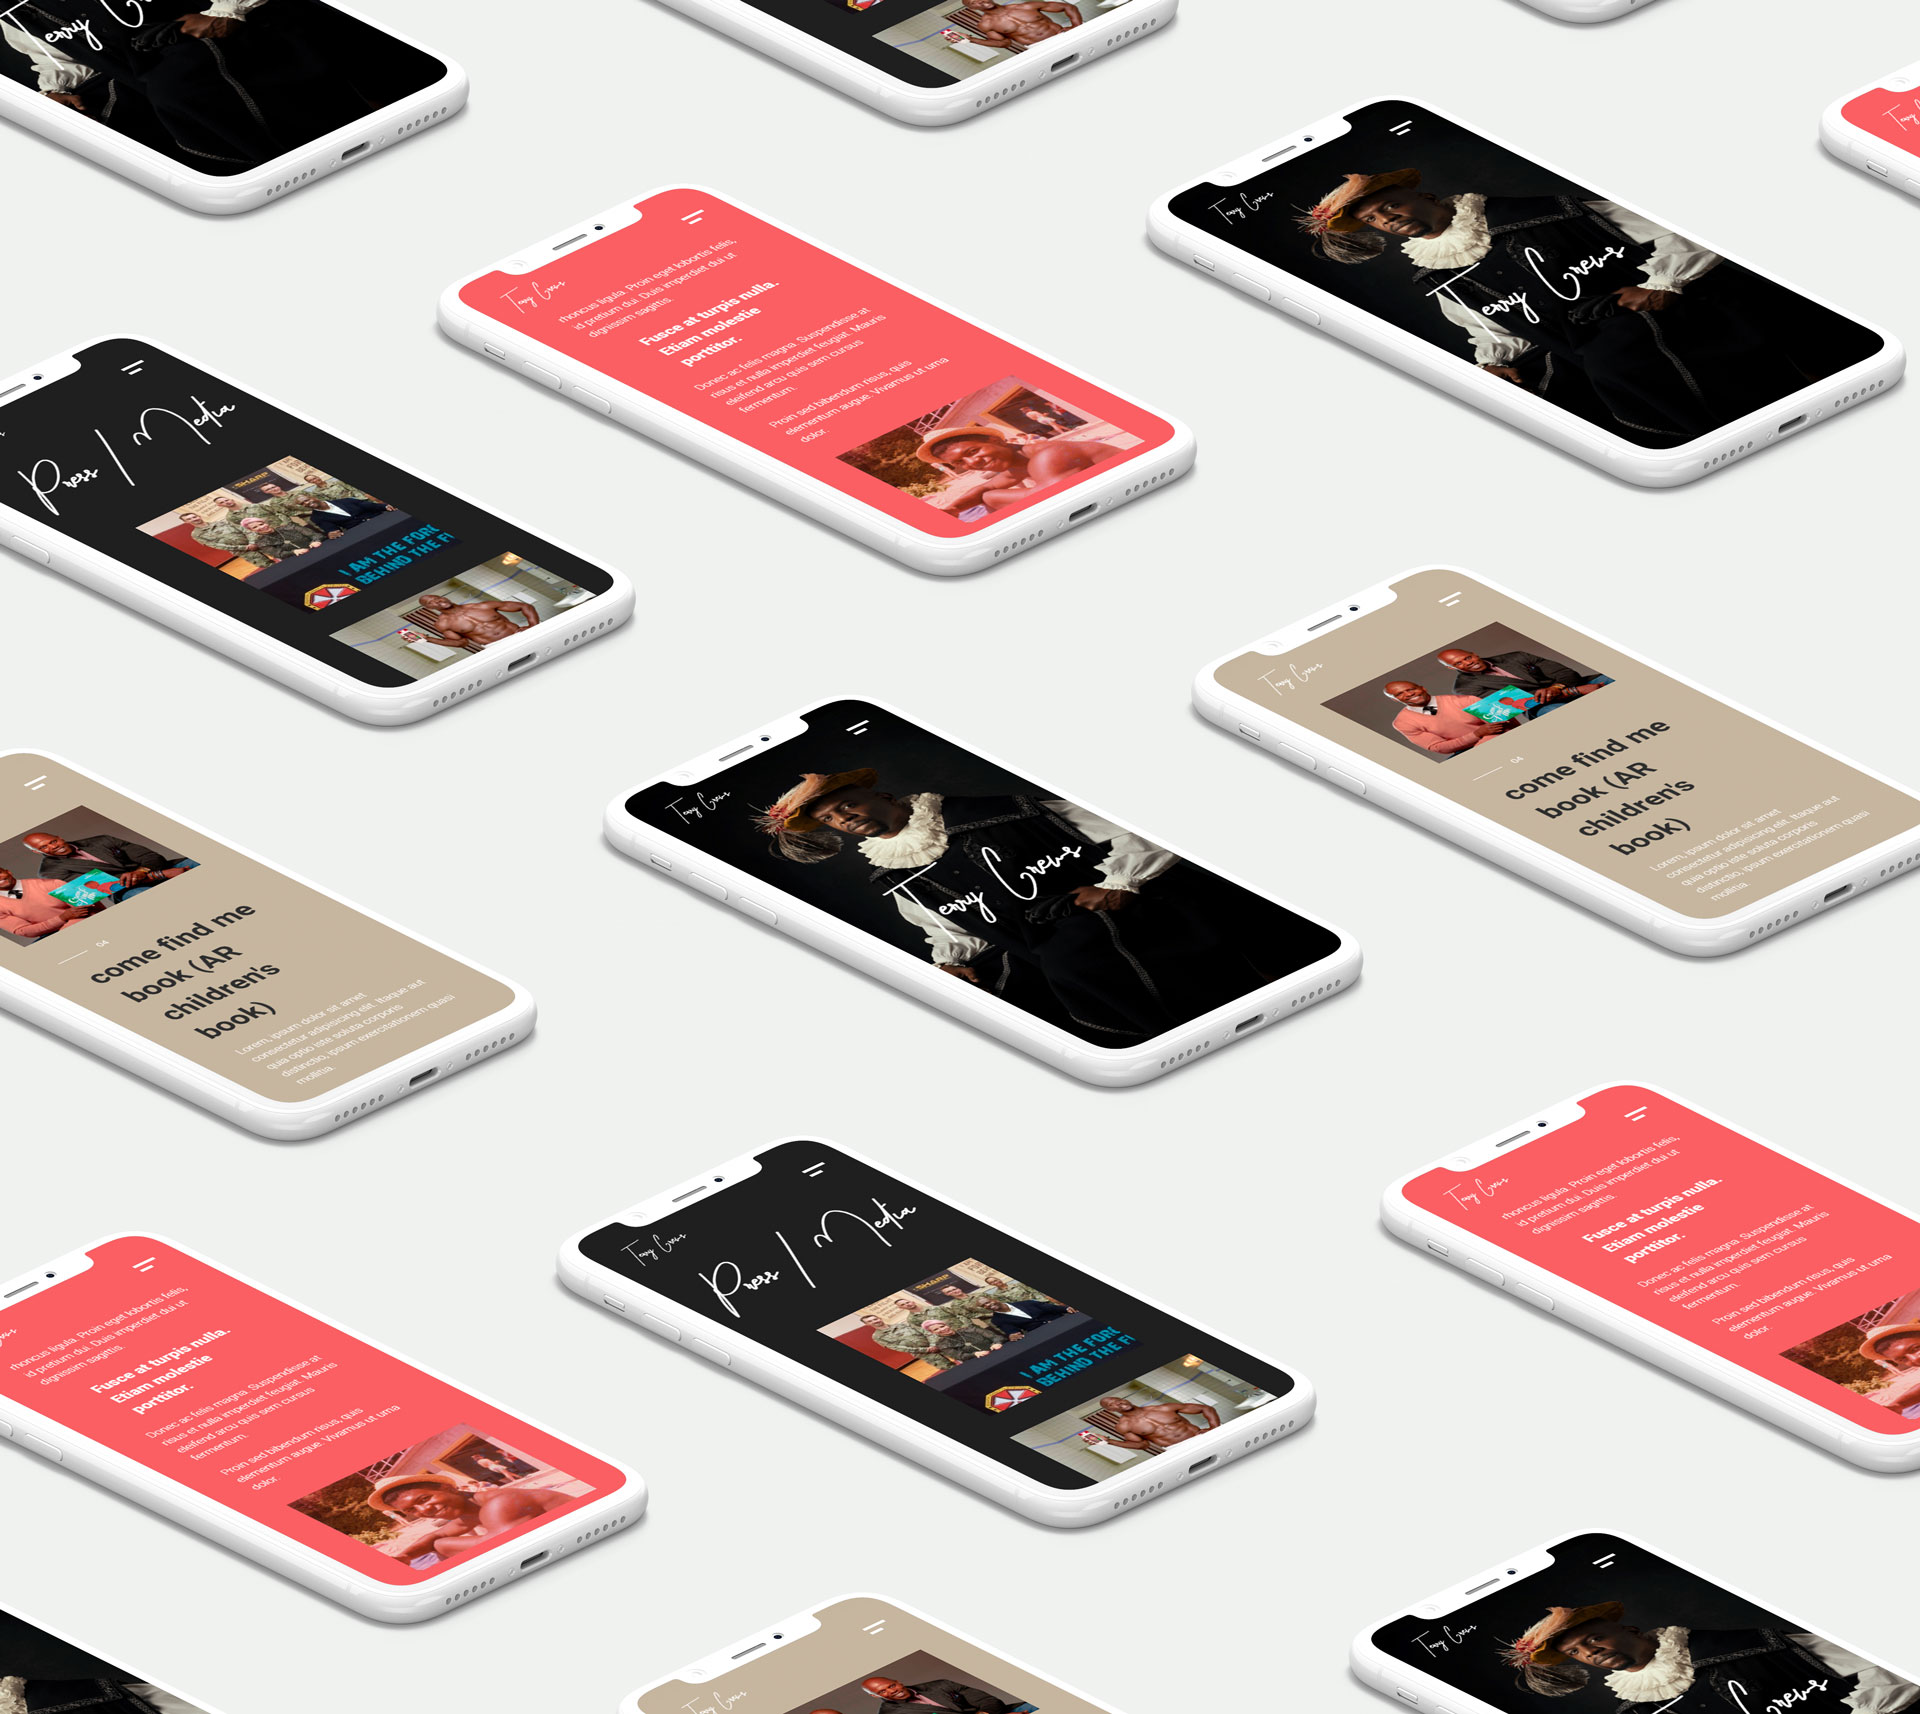 Terry Crews
Terry Crews
Terry Crews
Terry Crews
rhoncus ligula. Proin eget lobortis felis,
id pretium dui. Duis imperdiet dui ut
dignissim sagittis.
Fusce at turpis nulla.
Etiam molestie
porttitor.
Donec ac felis magna. Suspendisse at
risus et nulla imperdiet feugiat. Mauris
eleifend arcu quis sem cursus
fermentum.
Proin sed bibendum risus, quis
elementum augue. Vivamus ut urna
dolor.
Press / Media
SHARP
I AM THE FORC
BEHIND THE FI
Terry Crews
04
come find me
book (AR
children's
book)
Lorem, ipsum dolor sit amet
consectetur adipisicing elit. Itaque aut
quia optio iste soluta corporis
distinctio, ipsum exercitationem quasi
mollitia
Terry Crews
Terry Crews
04
come find me
book (AR
children's
book)
Lorem, ipsum dolor sit amet
consectetur adipisicing elit. Itaque aut
quia optio iste soluta corporis
distinctio, ipsum exercitationem quasi
mollitia
Terry Crews
Press / Media
SHARP
I AM THE FORC
BEHIND THE FI
Terry Crews
rhoncus ligula. Proin eget lobortis felis,
id pretium dui. Duis imperdiet dui ut
dignissim sagittis.
Fusce at turpis nulla.
Etiam molestie
porttitor.
Donec ac felis magna. Suspendisse at
risus et nulla imperdiet feugiat. Mauris
eleifend arcu quis sem cursus
fermentum.
Proin sed bibendum risus, quis
elementum augue. Vivamus ut urna
dolor.
rhoncus ligula. Proin eget lobortis felis,
id pretium dui. Duis imperdiet dui ut
dignissim sagittis.
Fusce at turpis nulla.
Etiam molestie
porttitor.
Donec ac felis magna. Suspendisse at
risus et nulla imperdiet feugiat. Mauris
eleifend arcu quis sem cursus
fermentum.
Proin sed bibendum risus, quis
elementum augue. Vivamus ut urna
dolor.
Terry Crews
Terry Crews
Crews